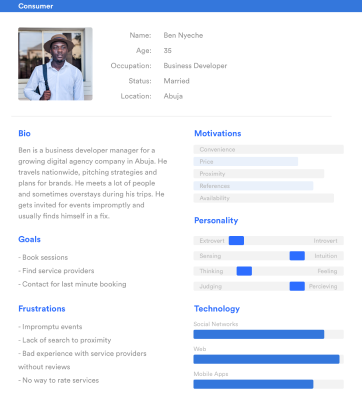 Consumer
Name: Ben Nyeche
Age: 35
Occupation: Business Developer
Status: Married
Location: Abuja
Bio
Ben is a business developer manager for a
growing digital agency company in Abuja. He
travels nationwide, pitching strategies and
plans for brands. He meets a lot of people
and sometimes overstays during his stay. He
gets invited for events impromptu and
usually finds himself in a fix.
Goals
- Book sessions
- Find service providers
- Contact for last minute booking
Frustrations
- Impromptu events
- Lack of search to proximity
- Bad experience with service providers
without reviews
- No way to rate services
Motivations
Convenience
Price
Proximity
References
Availability
Personality
Extrovert Introvert
Sensing Intuition
Thinking Feeling
Judging Percieving
Technology
Social Networks
Web
Mobile Apps